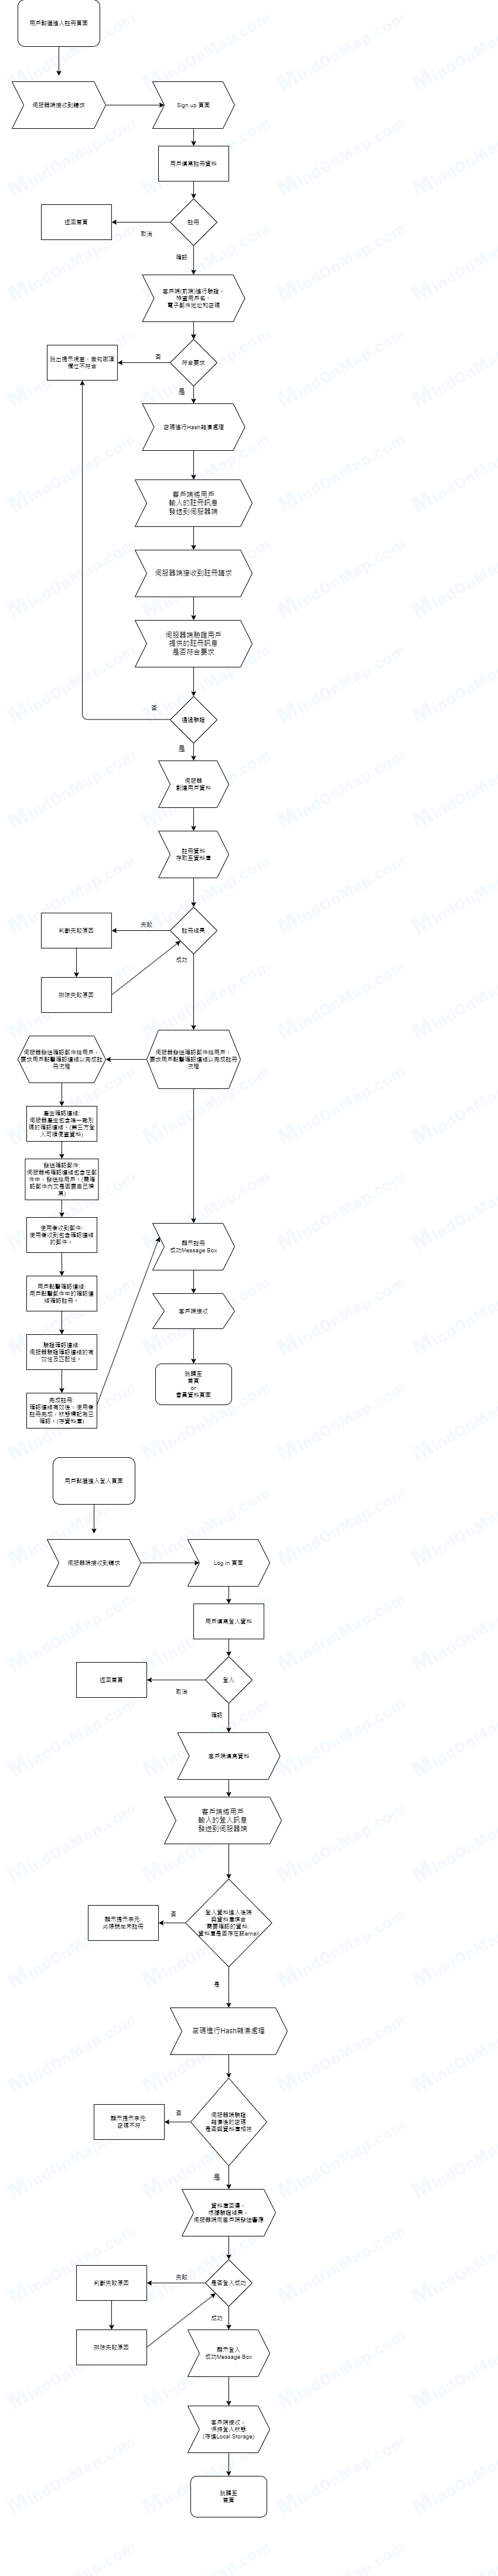 用戶點選進入註冊頁面
伺服器端接收到請求
Sign up 頁面
用戶填寫註冊資料
註冊
返回首頁
取消
確認
客戶端(前端)進行驗證，
檢查用戶名、
電子郵件地址和密碼
符合要求
否
跳出提示視窗，告知哪項
欄位不符合
是
密碼進行Hash雜湊處理
客戶端將用戶
輸入的註冊訊息
發送到伺服器端
伺服器端接收到註冊請求
伺服器端驗證用戶
提供的註冊訊息
是否符合要求
否
通過驗證
是
伺服器
創建用戶資料
註冊資料
存取至資料庫
失敗
判斷失敗原因
註冊結果
成功
排除失敗原因
伺服器發送確認郵件給用戶，
要求用戶點擊確認連結以完成註
冊流程
伺服器發送確認郵件給用戶，
要求用戶點擊確認連結以完成註冊
流程
產生確認連結:
伺服器產生包含唯一識別
碼的確認連結。(第三方登
入可順便查資料)
發送確認郵件:
伺服器將確認連結包含在郵
件中，發送給用戶。(需確
認郵件內文是否要自己撰
寫)
使用者收到郵件:
使用者收到包含確認連結
的郵件。
顯示註冊
成功Message Box
用戶點擊確認連結:
用戶點擊郵件中的確認連
結確認註冊。
客戶端接收
驗證確認連結:
伺服器驗證確認連結的有
效性及匹配性。
跳轉至
首頁
or
會員資料頁面
完成註冊:
確認連結有效後，使用者
註冊完成，狀態標記為已
確認。(存資料庫)
用戶點選進入登入頁面
伺服器端接收到請求
Log in 頁面
用戶填寫登入資料
登入
返回首頁
取消
確認
客戶端填寫資料
客戶端將用戶
輸入的登入訊息
發送到伺服器端
登入資料進入後端
與資料庫媒合
需要確認的資料:
資料庫是否存在該email
否
顯示提示字元:
此帳號尚未註冊
是
密碼進行Hash雜湊處理
伺服器端驗證
雜湊後的密碼
是否與資料庫相符
否
顯示提示字元:
密碼不符
是
資料庫回傳，
根據驗證結果，
伺服器端向客戶端發送響應
失敗
判斷失敗原因
是否登入成功
成功
排除失敗原因
顯示登入
成功Message Box
客戶端接收，
保持登入狀態
(存進Local Storage)
跳轉至
首頁
MindOnMap.com